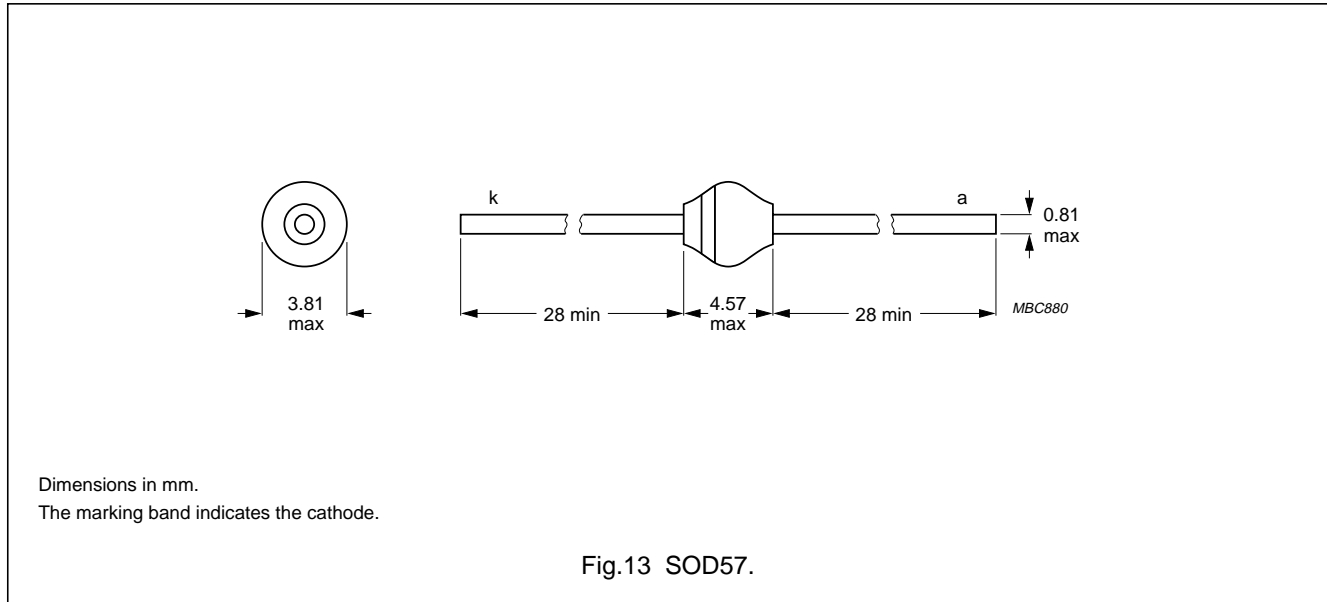 k
a
0.81
max
3.81
max
28 min
4.57
max
28 min
MBC880
Dimensions in mm.
The marking band indicates the cathode.
Fig.13 SOD57.